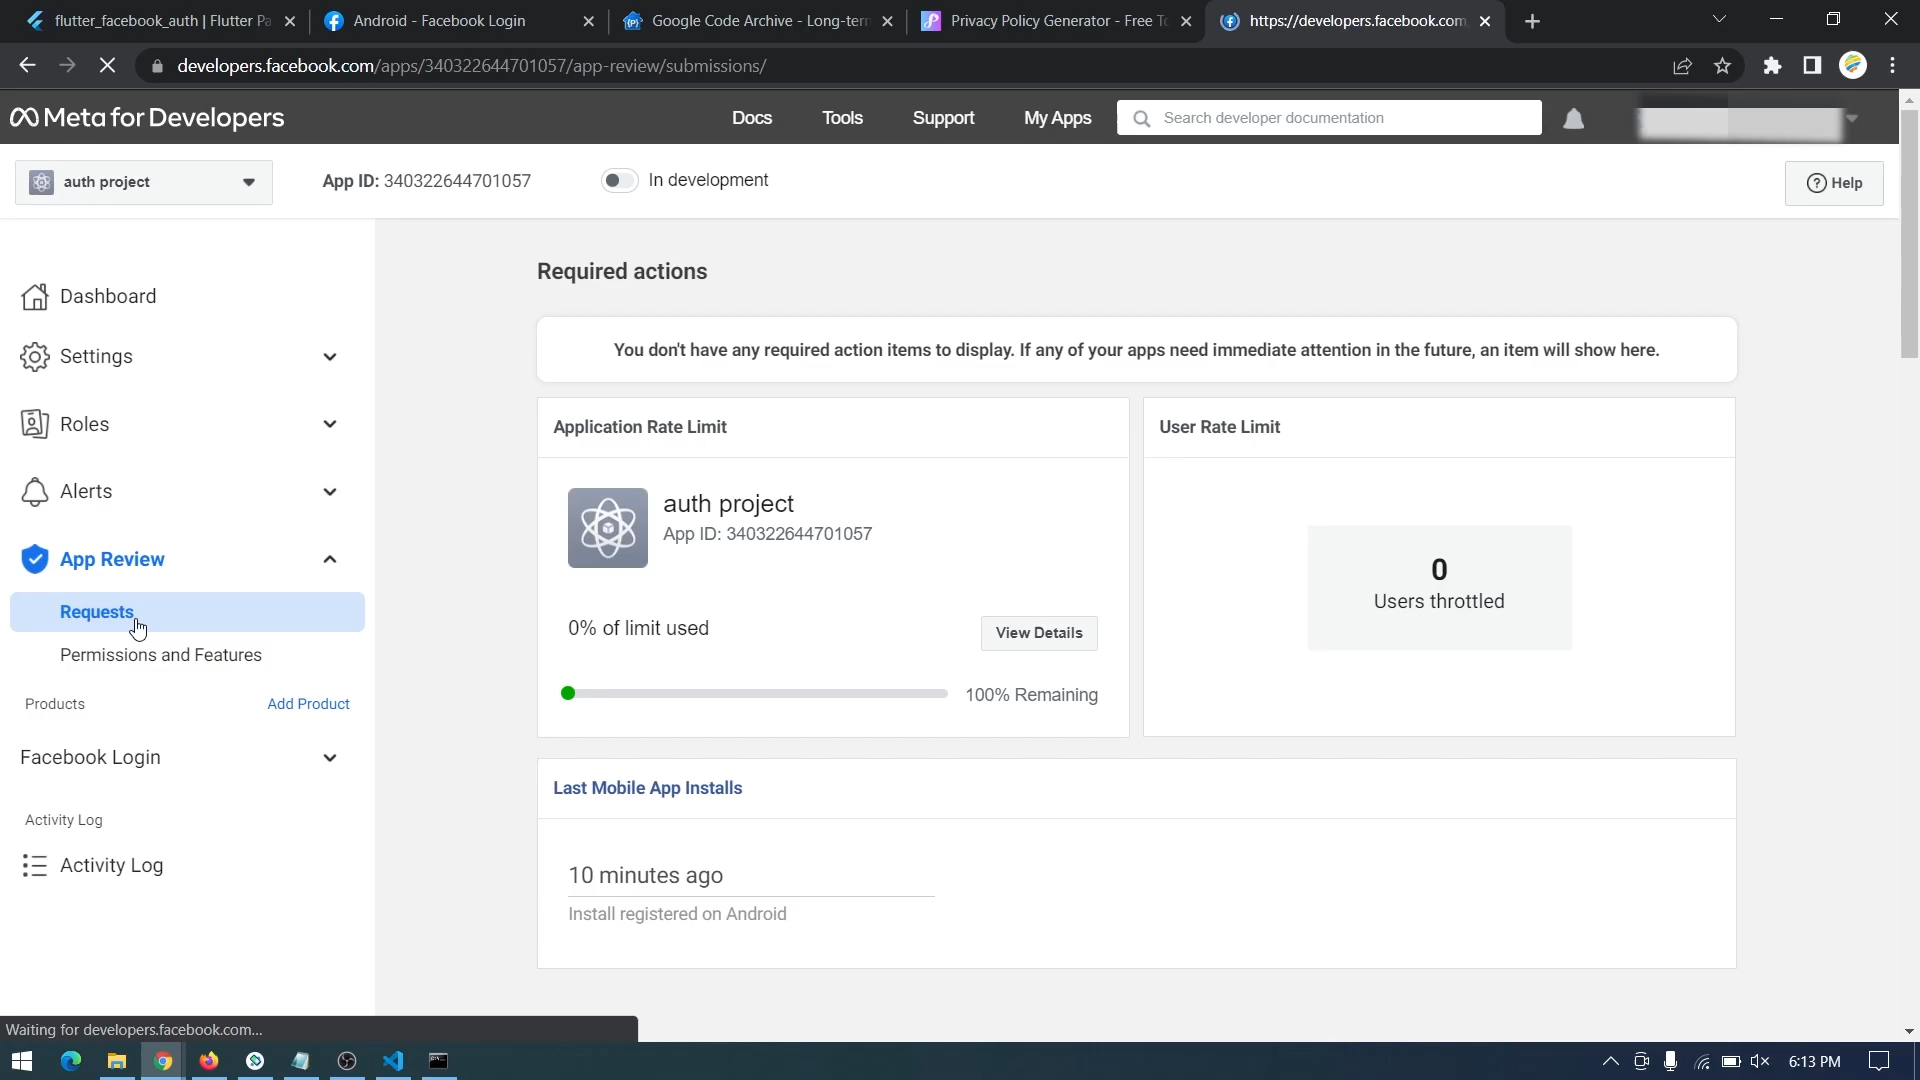 flutter_facebook_auth | Flutter Pa
Android - Facebook Login
Google Code Archive - Long-tern
Privacy Policy Generator - Free To
https://developers.facebook.com
developers.facebook.com/apps/340322644701057/app-review/submissions/
Meta for Developers
Docs
Tools
Support
My Apps
Search developer documentation
auth project
App ID: 340322644701057
In development
Help
Dashboard
Settings
Roles
Alerts
App Review
Requests
Permissions and Features
Products
Add Product
Facebook Login
Activity Log
Activity Log
Required actions
You don't have any required action items to display. If any of your apps need immediate attention in the future, an item will show here.
Application Rate Limit
auth project
App ID: 340322644701057
0% of limit used
View Details
100% Remaining
User Rate Limit
0
Users throttled
Last Mobile App Installs
10 minutes ago
Install registered on Android
Waiting for developers.facebook.com...
6:13 PM